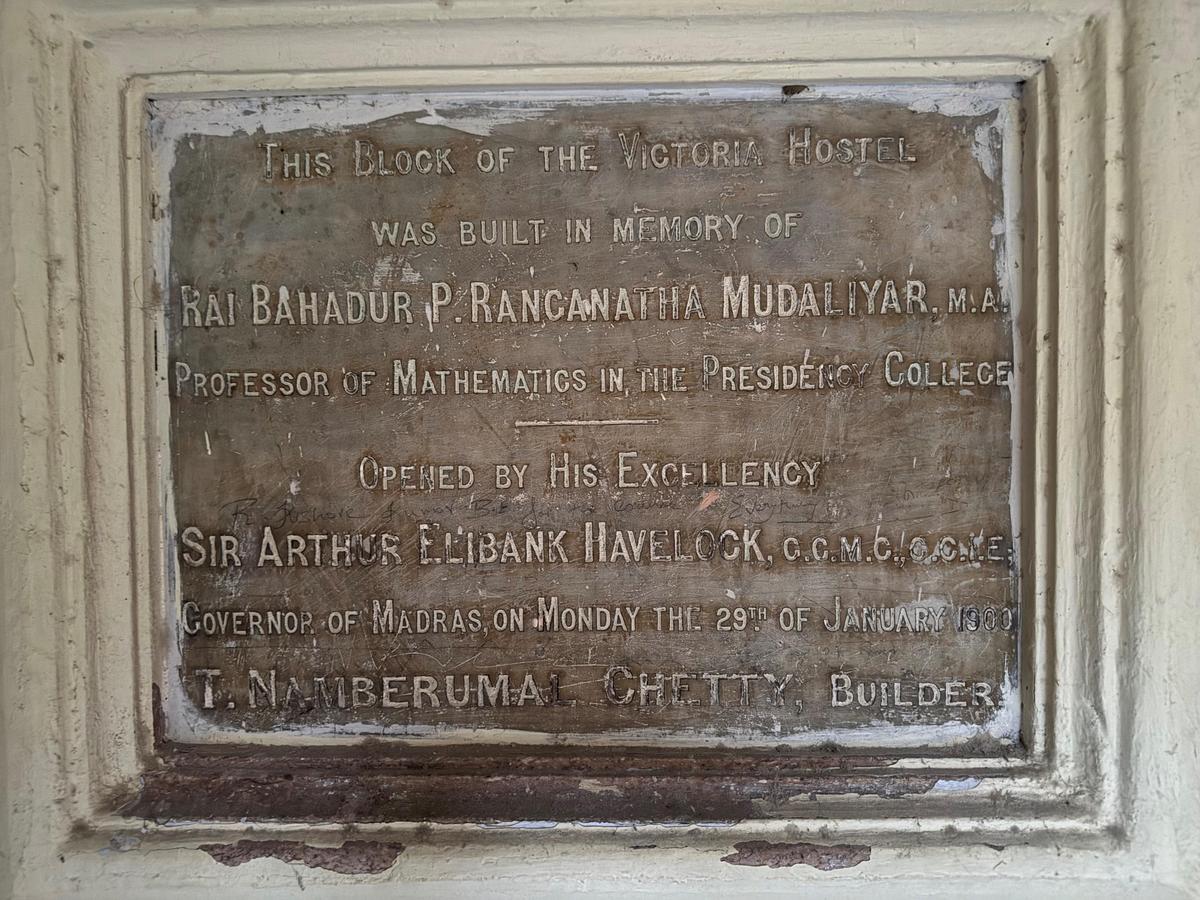 THIS BLOCK OF THE VICTORIA HOSTEL
WAS BUILT IN MEMORY OF
RAI BAHADUR P. RANGANATHA MUDALIYAR, M.A.
PROFESSOR OF MATHEMATICS IN THE PRESIDENCY COLLEGE
OPENED BY HIS EXCELLENCY
SIR ARTHUR ELIBANK HAVELOCK, G.C.M.G., G.C.I.E.
GOVERNOR OF MADRAS, ON MONDAY THE 29TH OF JANUARY 1900
T. NAMBERUMAL CHETTY, BUILDER.